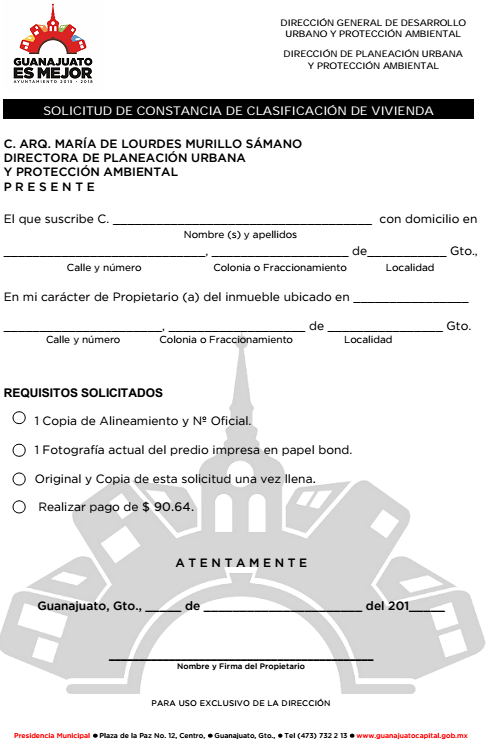 GUANAJUATO
ES MEJOR
AYUNTAMIENTO 2015 - 2018
DIRECCIÓN GENERAL DE DESARROLLO
URBANO Y PROTECCIÓN AMBIENTAL
DIRECCIÓN DE PLANEACIÓN URBANA
Y PROTECCIÓN AMBIENTAL
SOLICITUD DE CONSTANCIA DE CLASIFICACIÓN DE VIVIENDA
C. ARQ. MARÍA DE LOURDES MURILLO SÁMANO
DIRECTORA DE PLANEACIÓN URBANA
Y PROTECCIÓN AMBIENTAL
P R E S E N T E
El que suscribe C. ____________________________________ con domicilio en
Nombre (s) y apellidos
____________________________, ___________________ de___________ Gto.,
Calle y número Colonia o Fraccionamiento Localidad
En mi carácter de Propietario (a) del inmueble ubicado en ________________
______________________, ___________________ de ________________ Gto.
Calle y número Colonia o Fraccionamiento Localidad
REQUISITOS SOLICITADOS
1 Copia de Alineamiento y Nº Oficial.
1 Fotografía actual del predio impresa en papel bond.
Original y Copia de esta solicitud una vez llena.
Realizar pago de $ 90.64.
A T E N T A M E N T E
Guanajuato, Gto., _____ de ______________________ del 201_____
_____________________________________
Nombre y Firma del Propietario
PARA USO EXCLUSIVO DE LA DIRECCIÓN
Presidencia Municipal ● Plaza de la Paz No. 12, Centro, ● Guanajuato, Gto., ● Tel (473) 732 2 13 ● www.guanajuatocapital.gob.mx